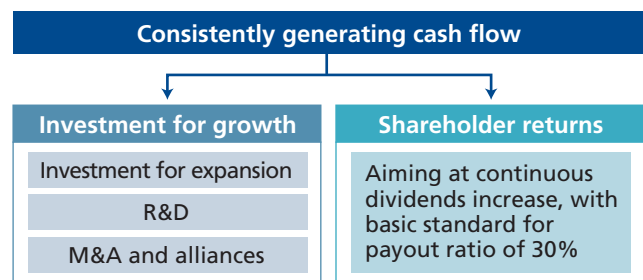 Consistently generating cash flow
Investment for growth
Investment for expansion
R&D
M&A and alliances
Shareholder returns
Aiming at continuous
dividends increase, with
basic standard for
payout ratio of 30%